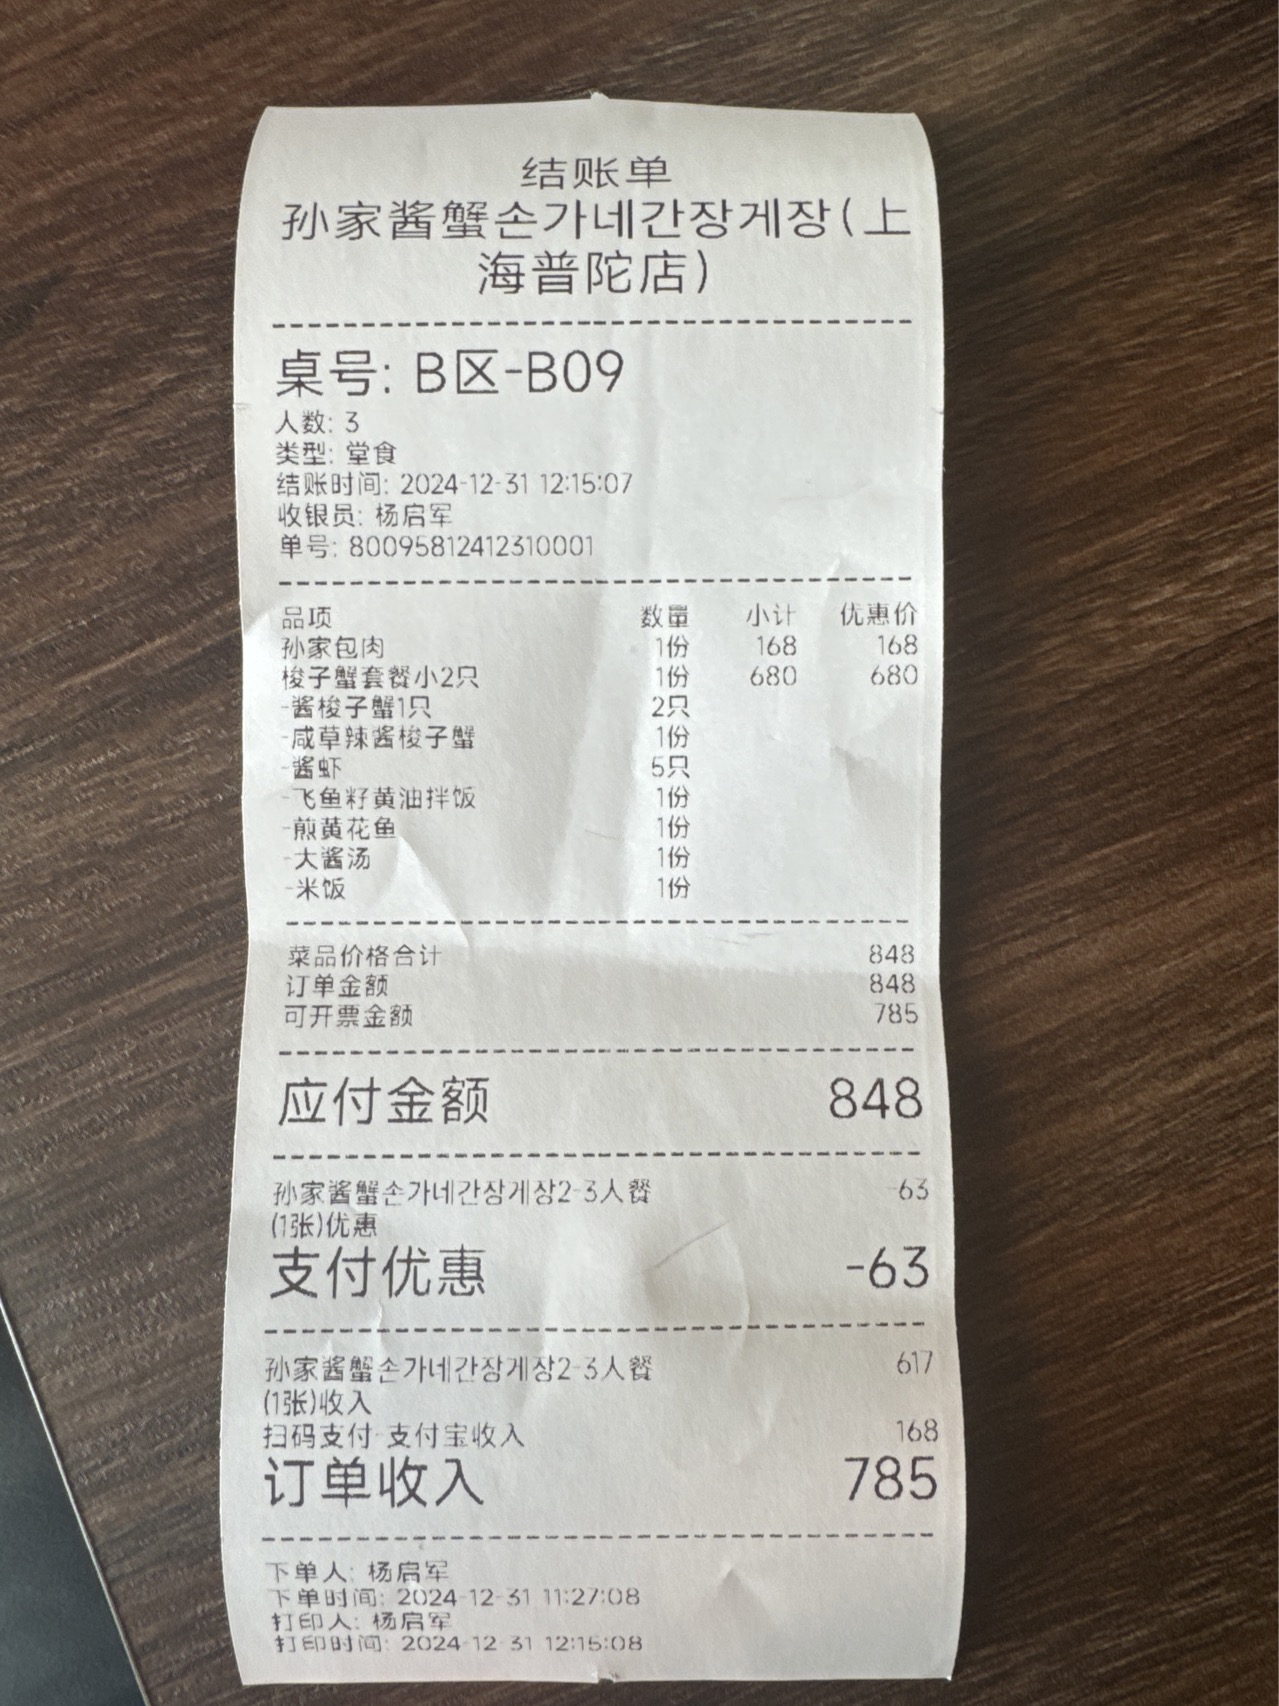 结账单
孙家酱蟹손가네간장게장(上
海普陀店)
桌号: B区-B09
人数: 3
类型: 堂食
结账时间: 2024-12-31 12:15:07
收银员: 杨启军
单号: 80095812412310001
品项 数量 小计 优惠价
孙家包肉 1份 168 168
梭子蟹套餐小2只 1份 680 680
-酱梭子蟹1只 2只
-咸草辣酱梭子蟹 1份
-酱虾 5只
-飞鱼籽黄油拌饭 1份
-煎黄花鱼 1份
-大酱汤 1份
-米饭 1份
菜品价格合计 848
订单金额 848
可开票金额 785
应付金额 848
孙家酱蟹손가네간장게장2-3人餐 -63
(1张)优惠
支付优惠 -63
孙家酱蟹손가네간장게장2-3人餐 617
(1张)收入
扫码支付-支付宝收入 168
订单收入 785
下单人: 杨启军
下单时间: 2024-12-31 11:27:08
打印人: 杨启军
打印时间: 2024-12-31 12:15:08